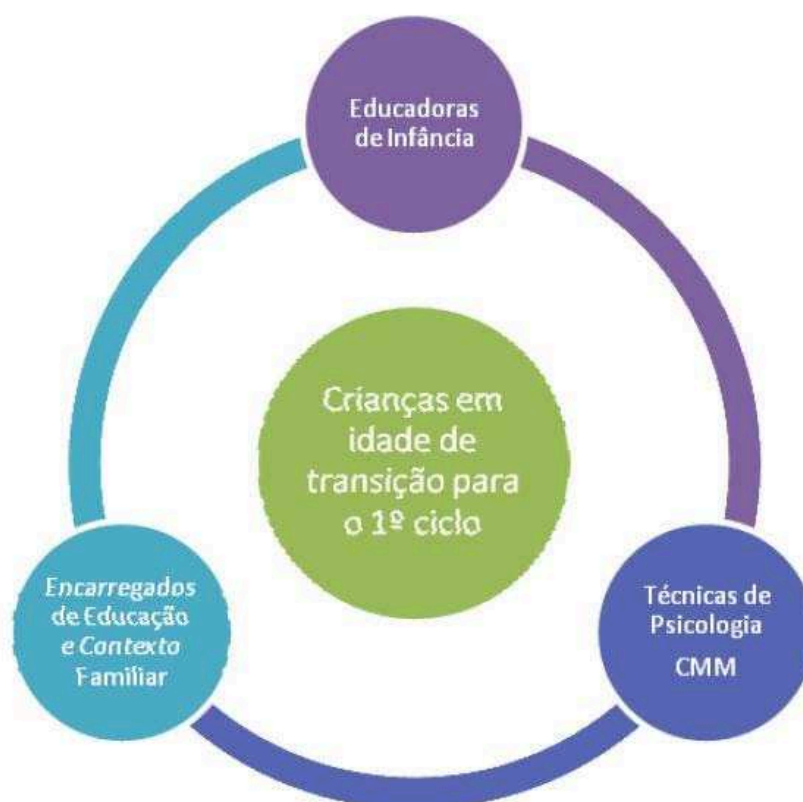 Educadoras
de Infância
Crianças em
idade de
transição para
o 1º ciclo
Encarregados
de Educação
e Contexto
Familiar
Técnicas de
Psicologia
CMM